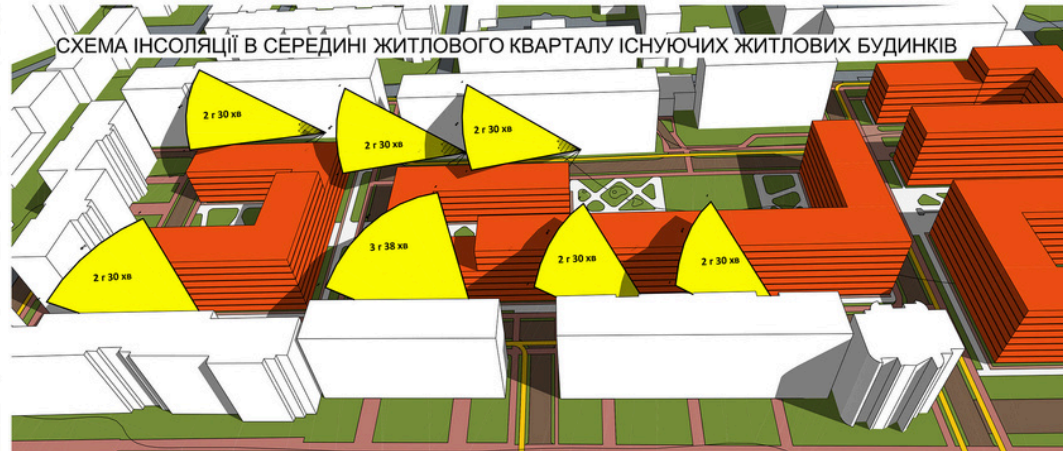 СХЕМА ІНСОЛЯЦІЇ В СЕРЕДИНІ ЖИТЛОВОГО КВАРТАЛУ ІСНУЮЧИХ ЖИТЛОВИХ БУДИНКІВ
2 г 30 хв
2 г 30 хв
2 г 30 хв
2 г 30 хв
3 г 38 хв
2 г 30 хв
2 г 30 хв